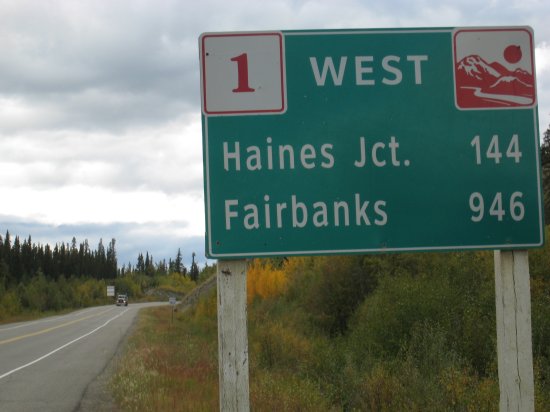 1 WEST
Haines Jct. 144
Fairbanks 946